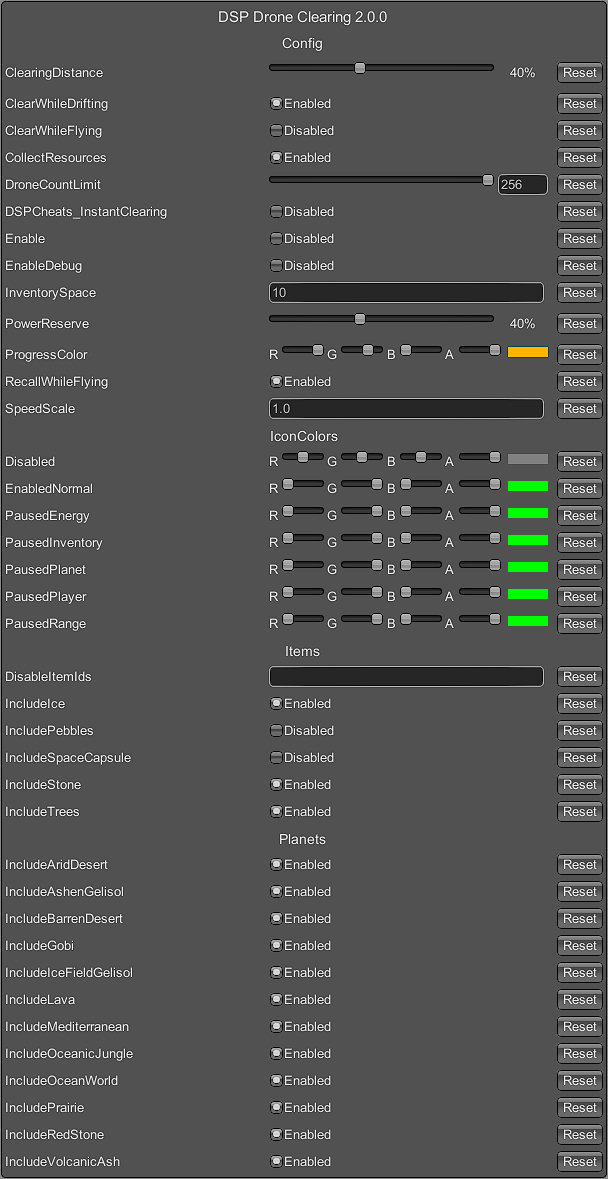 DSP Drone Clearing 2.0.0
Config
ClearingDistance 40% Reset
ClearWhileDrifting Enabled Reset
ClearWhileFlying Disabled Reset
CollectResources Enabled Reset
DroneCountLimit 256 Reset
DSPCheats_InstantClearing Disabled Reset
Enable Disabled Reset
EnableDebug Disabled Reset
InventorySpace 10 Reset
PowerReserve 40% Reset
ProgressColor R G B A Reset
RecallWhileFlying Enabled Reset
SpeedScale 1.0 Reset
IconColors
Disabled R G B A Reset
EnabledNormal R G B A Reset
PausedEnergy R G B A Reset
PausedInventory R G B A Reset
PausedPlanet R G B A Reset
PausedPlayer R G B A Reset
PausedRange R G B A Reset
Items
DisableItemIds Reset
IncludeIce Enabled Reset
IncludePebbles Disabled Reset
IncludeSpaceCapsule Disabled Reset
IncludeStone Enabled Reset
IncludeTrees Enabled Reset
Planets
IncludeAridDesert Enabled Reset
IncludeAshenGelisol Enabled Reset
IncludeBarrenDesert Enabled Reset
IncludeGobi Enabled Reset
IncludeIceFieldGelisol Enabled Reset
IncludeLava Enabled Reset
IncludeMediterranean Enabled Reset
IncludeOceanicJungle Enabled Reset
IncludeOceanWorld Enabled Reset
IncludePrairie Enabled Reset
IncludeRedStone Enabled Reset
IncludeVolcanicAsh Enabled Reset